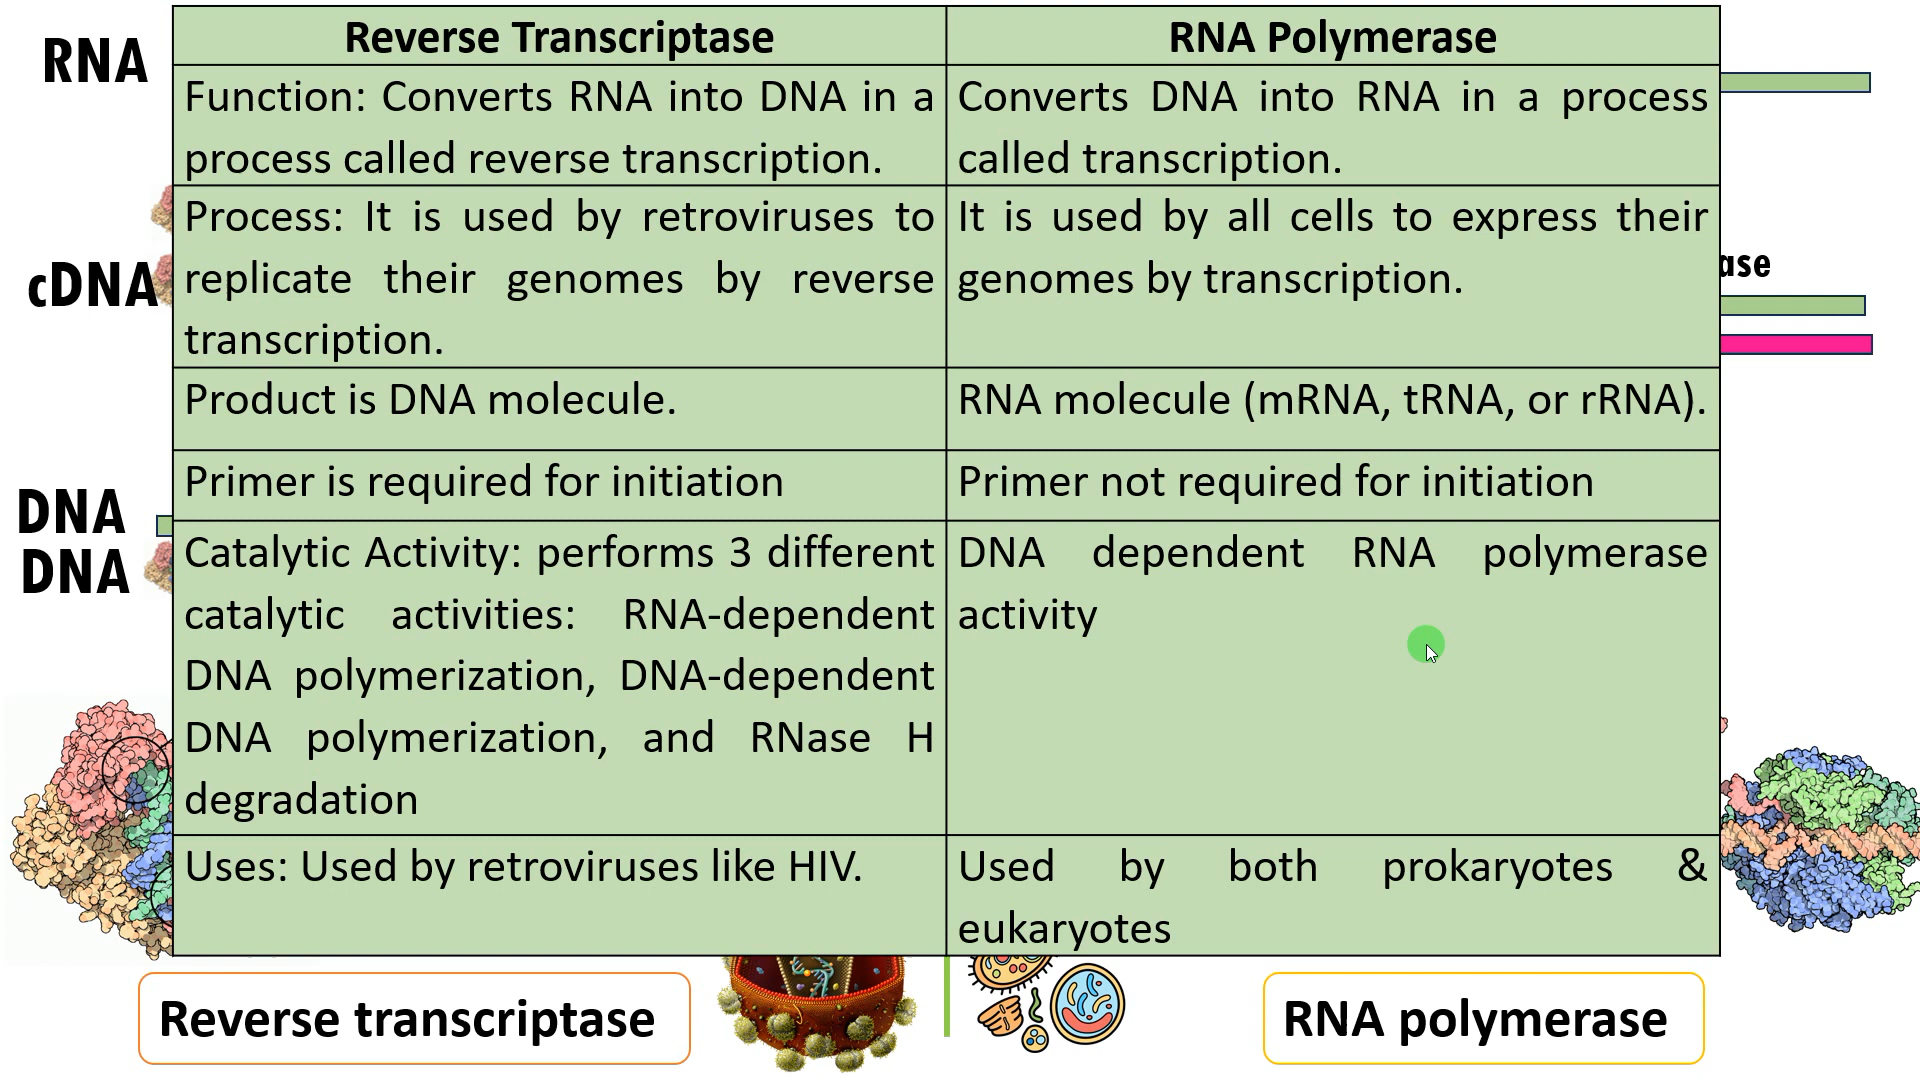 RNA
cDNA
DNA
DNA
Reverse Transcriptase
RNA Polymerase
Function: Converts RNA into DNA in a
process called reverse transcription.
Converts DNA into RNA in a process
called transcription.
Process: It is used by retroviruses to
replicate their genomes by reverse
transcription.
It is used by all cells to express their
genomes by transcription.
Product is DNA molecule.
RNA molecule (mRNA, tRNA, or rRNA).
Primer is required for initiation
Primer not required for initiation
Catalytic Activity: performs 3 different
catalytic activities: RNA-dependent
DNA polymerization, DNA-dependent
DNA polymerization, and RNase H
degradation
DNA dependent RNA polymerase
activity
Uses: Used by retroviruses like HIV.
Used by both prokaryotes &
eukaryotes
ase
Reverse transcriptase
RNA polymerase